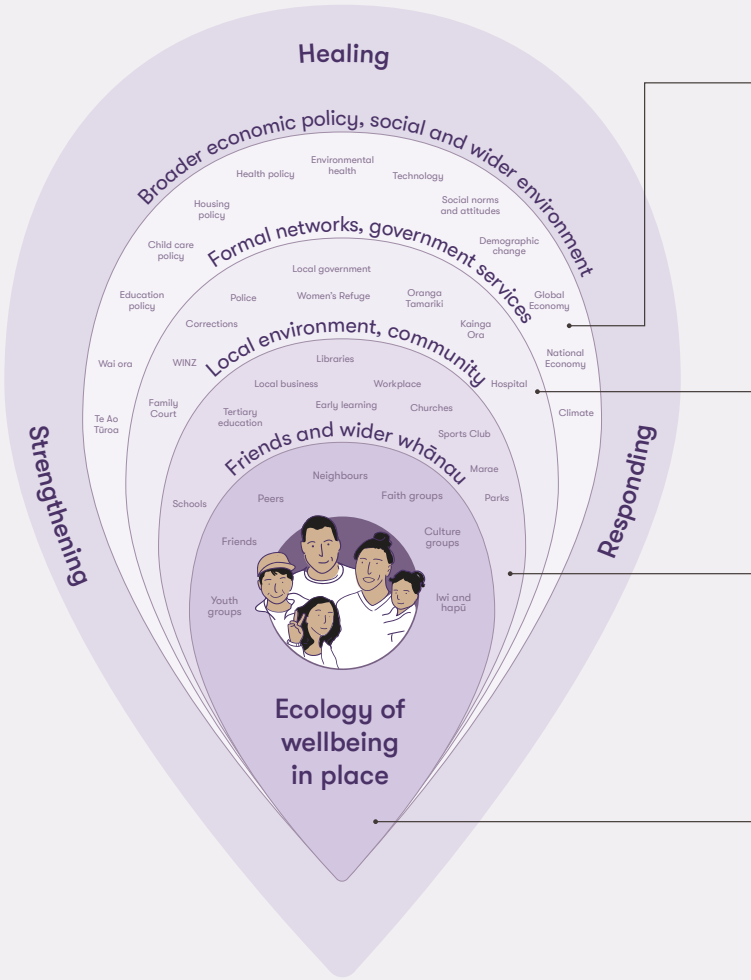 Healing
Broader economic policy, social and wider environment
Environmental
health
Health policy
Technology
Housing
policy
Social norms
and attitudes
Child care
policy
Demographic
change
Education
policy
Global
Economy
Wai ora
National
Economy
Te Ao
Tūroa
Climate
Formal networks, government services
Local government
Police
Women's Refuge
Oranga
Tamariki
Corrections
Kainga
Ora
WINZ
Hospital
Family
Court
Local environment, community
Libraries
Local business
Workplace
Tertiary
education
Early learning
Churches
Sports Club
Marae
Schools
Parks
Friends and wider whānau
Neighbours
Peers
Faith groups
Friends
Culture
groups
Youth
groups
Iwi and
hapū
Ecology of
wellbeing
in place
Strengthening
Responding